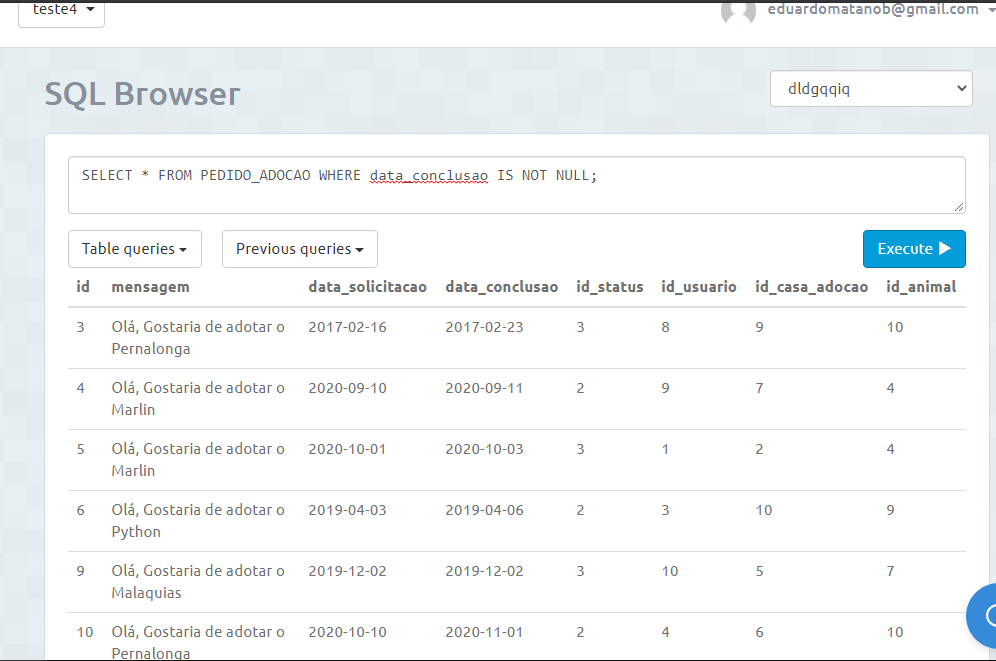 teste4
eduardomatanob@gmail.com
SQL Browser
dldgqqiq
SELECT * FROM PEDIDO_ADOCAO WHERE data_conclusao IS NOT NULL;
Table queries Previous queries Execute
id mensagem data_solicitacao data_conclusao id_status id_usuario id_casa_adocao id_animal
3 Olá, Gostaria de adotar o 2017-02-16 2017-02-23 3 8 9 10
Pernalonga
4 Olá, Gostaria de adotar o 2020-09-10 2020-09-11 2 9 7 4
Marlin
5 Olá, Gostaria de adotar o 2020-10-01 2020-10-03 3 1 2 4
Marlin
6 Olá, Gostaria de adotar o 2019-04-03 2019-04-06 2 3 10 9
Python
9 Olá, Gostaria de adotar o 2019-12-02 2019-12-02 3 10 5 7
Malaquias
10 Olá, Gostaria de adotar o 2020-10-10 2020-11-01 2 4 6 10
Pernalonga